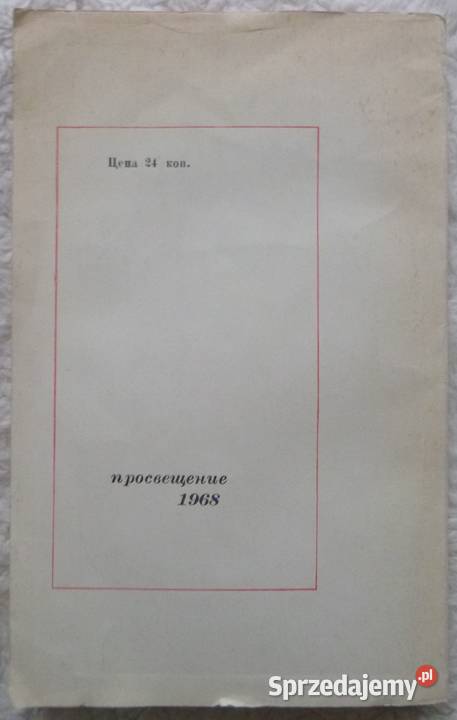 Цена 24 коп.
просвещение
1968
Sprzedajemy.pl